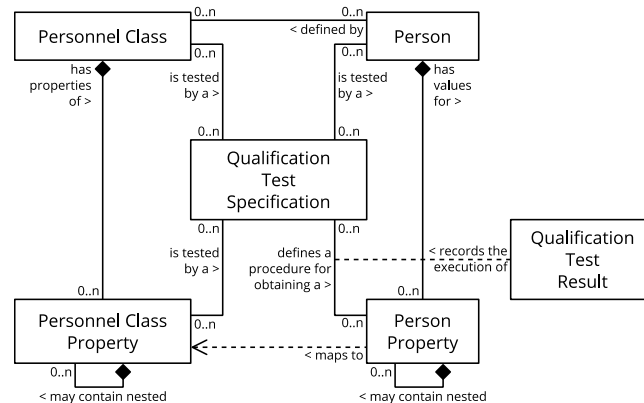 0..n
0..n
Personnel Class
Person
< defined by
0..n
0..n
has
properties
of >
is tested
by a >
is tested
by a >
has
values
for >
0..n
0..n
Qualification
Test
Specification
0..n
0..n
is tested
by a >
defines a
procedure for
obtaining a >
< records the
execution of
Qualification
Test
Result
0..n
0..n
0..n
0..n
Personnel Class
Property
Person
Property
< maps to
0..n
0..n
< may contain nested
< may contain nested